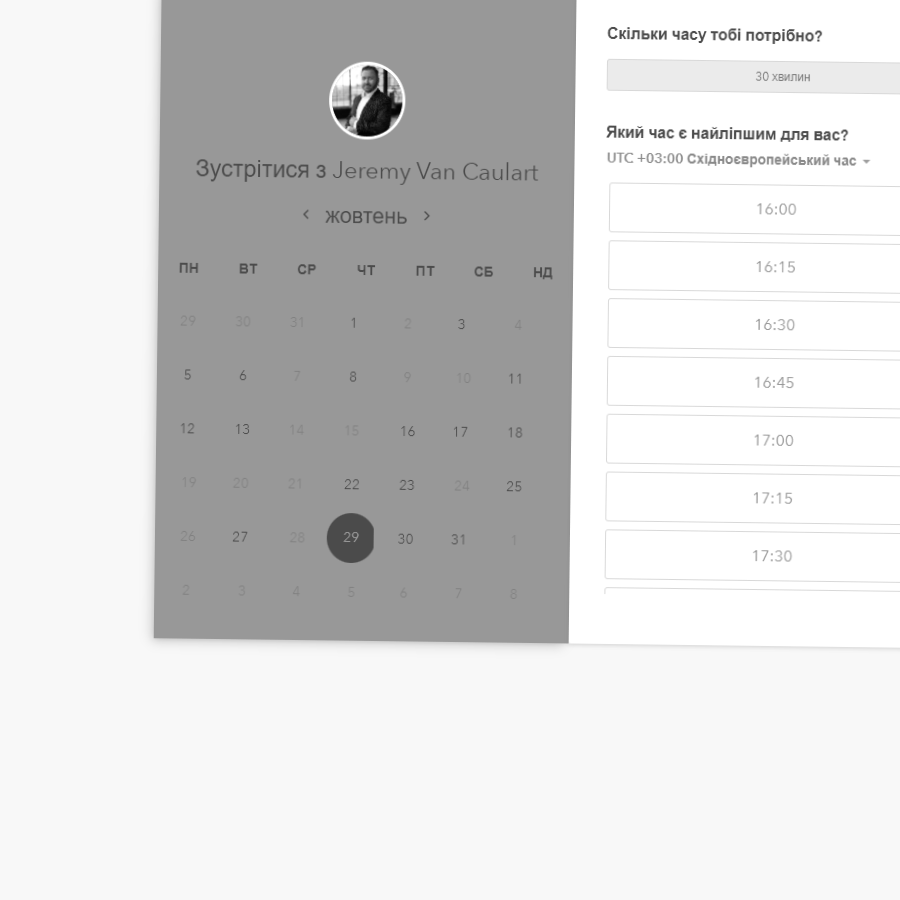 Зустрітися з Jeremy Van Caulart
‹ жовтень ›
ПН ВТ СР ЧТ ПТ СБ НД
29 30 31 1 2 3 4
5 6 7 8 9 10 11
12 13 14 15 16 17 18
19 20 21 22 23 24 25
26 27 28 29 30 31 1
2 3 4 5 6 7 8
Скільки часу тобі потрібно?
30 хвилин
Який час є найліпшим для вас?
UTC +03:00 Східноєвропейський час
16:00
16:15
16:30
16:45
17:00
17:15
17:30